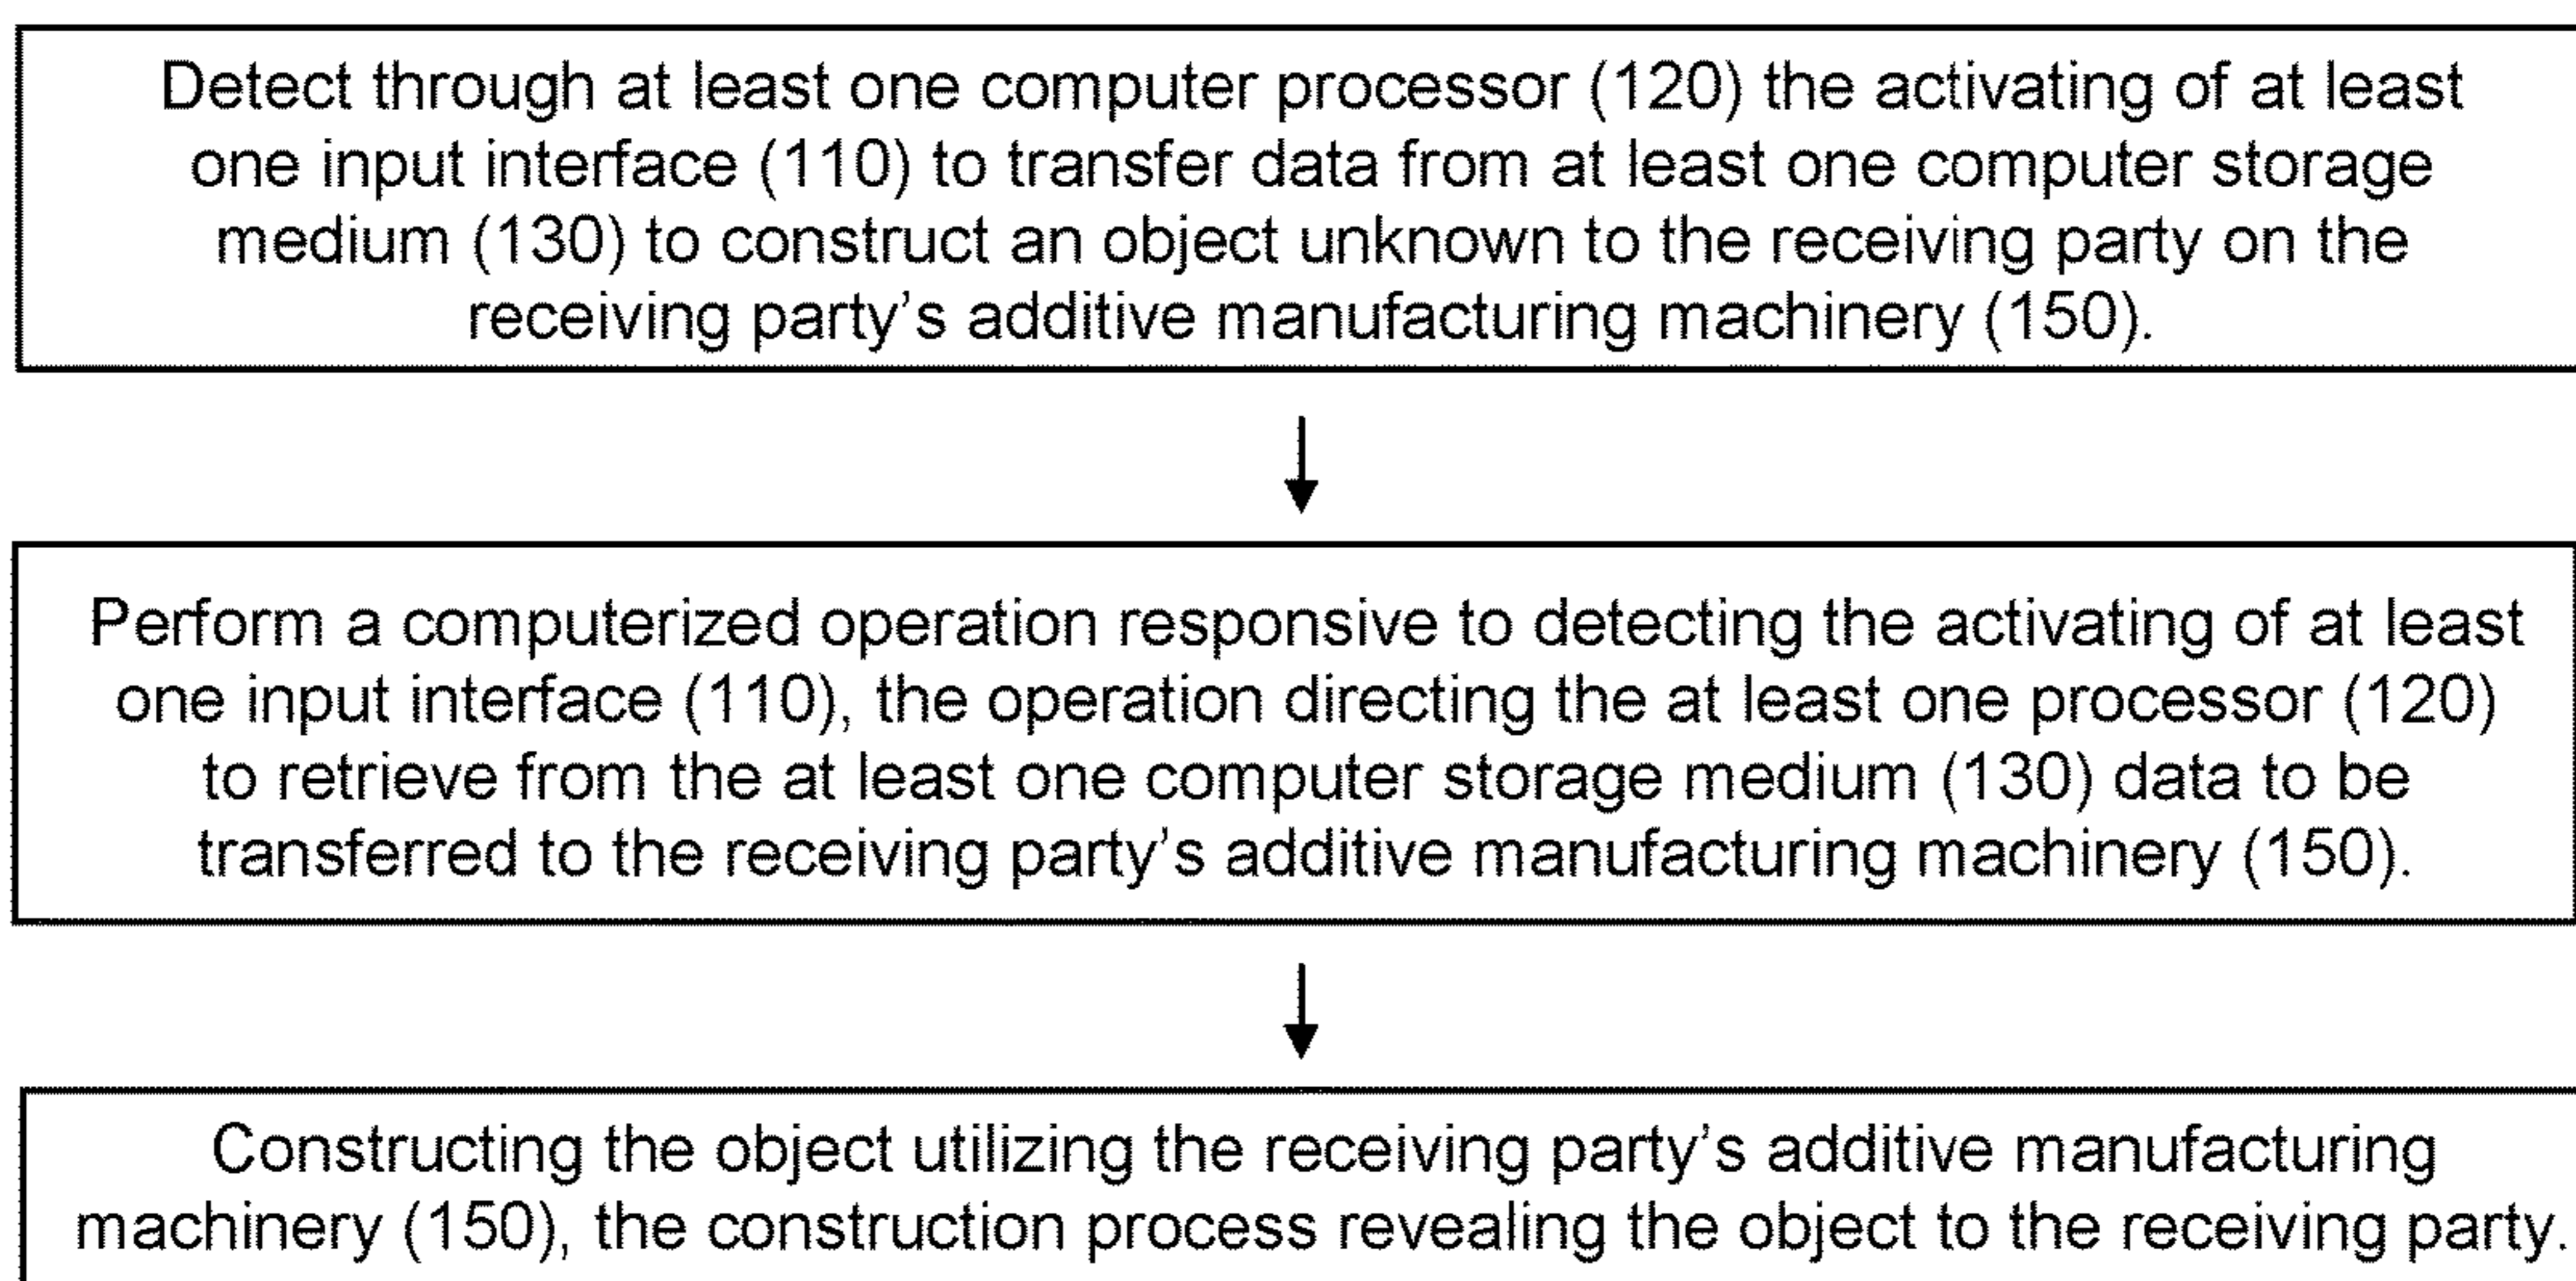 Detect through at least one computer processor (120) the activating of at least
one input interface (110) to transfer data from at least one computer storage
medium (130) to construct an object unknown to the receiving party on the
receiving party's additive manufacturing machinery (150).
Perform a computerized operation responsive to detecting the activating of at least
one input interface (110), the operation directing the at least one processor (120)
to retrieve from the at least one computer storage medium (130) data to be
transferred to the receiving party's additive manufacturing machinery (150).
Constructing the object utilizing the receiving party's additive manufacturing
machinery (150), the construction process revealing the object to the receiving party.